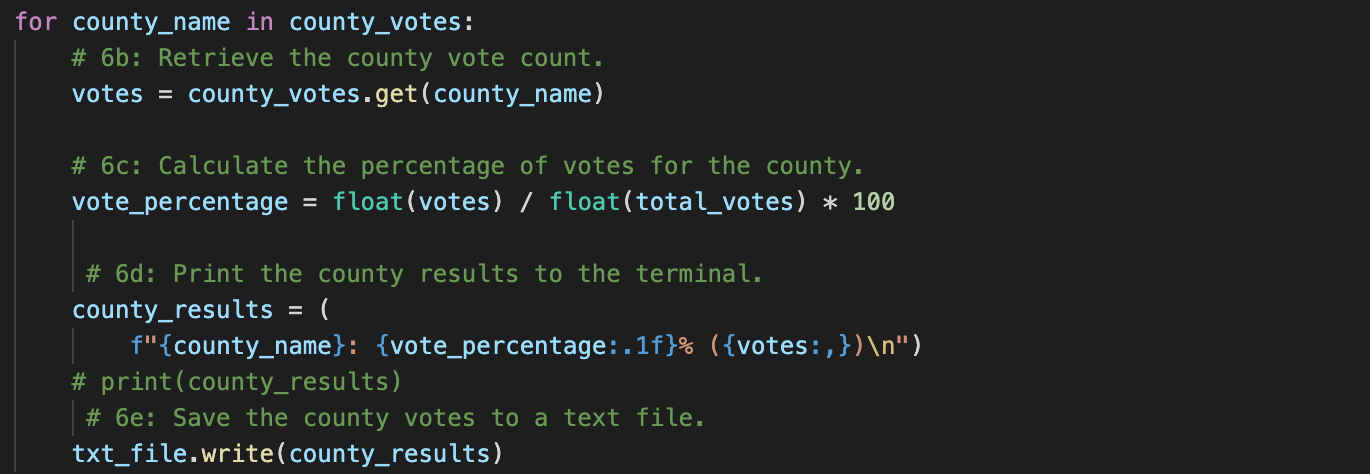 for county_name in county_votes:
    # 6b: Retrieve the county vote count.
    votes = county_votes.get(county_name)

    # 6c: Calculate the percentage of votes for the county.
    vote_percentage = float(votes) / float(total_votes) * 100

     # 6d: Print the county results to the terminal.
    county_results = (
        f"{county_name}: {vote_percentage:.1f}% ({votes:,})\n")
    # print(county_results)
     # 6e: Save the county votes to a text file.
    txt_file.write(county_results)